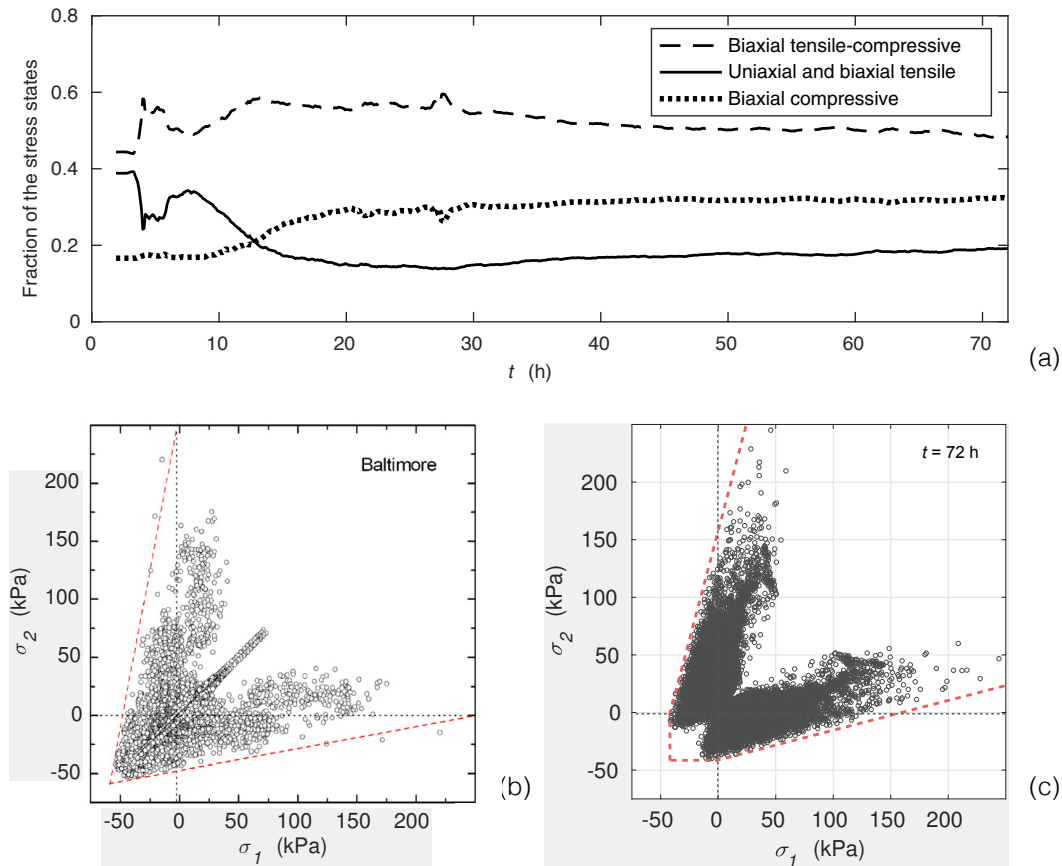 0.8
Biaxial tensile-compressive
Uniaxial and biaxial tensile
Biaxial compressive
0.6
0.4
0.2
0
Fraction of the stress states
0 10 20 30 40 50 60 70
t (h)
(a)
Baltimore
200
150
100
50
0
-50
σ2 (kPa)
-50 0 50 100 150 200
σ1 (kPa)
(b)
t = 72 h
200
150
100
50
0
-50
σ2 (kPa)
-50 0 50 100 150 200
σ1 (kPa)
(c)